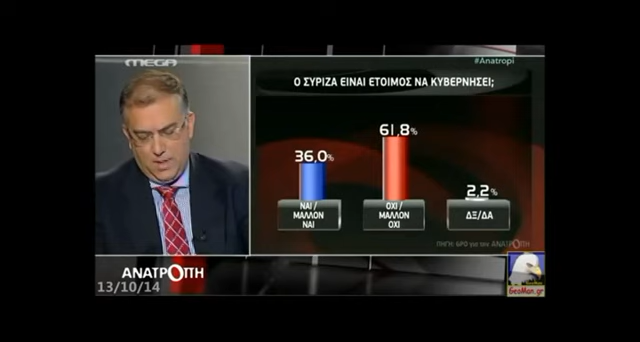 MEGA
#Anatropi
Ο ΣΥΡΙΖΑ ΕΙΝΑΙ ΕΤΟΙΜΟΣ ΝΑ ΚΥΒΕΡΝΗΣΕΙ;
36,0%
61,8%
2,2%
ΝΑΙ /
ΜΑΛΛΟΝ
ΝΑΙ
ΟΧΙ /
ΜΑΛΛΟΝ
ΟΧΙ
ΔΞ/ΔΑ
ΠΗΓΗ: GPO για την ΑΝΑΤΡΟΠΗ
ΑΝΑΤΡΟΠΗ
13/10/14
GeoMan.gr